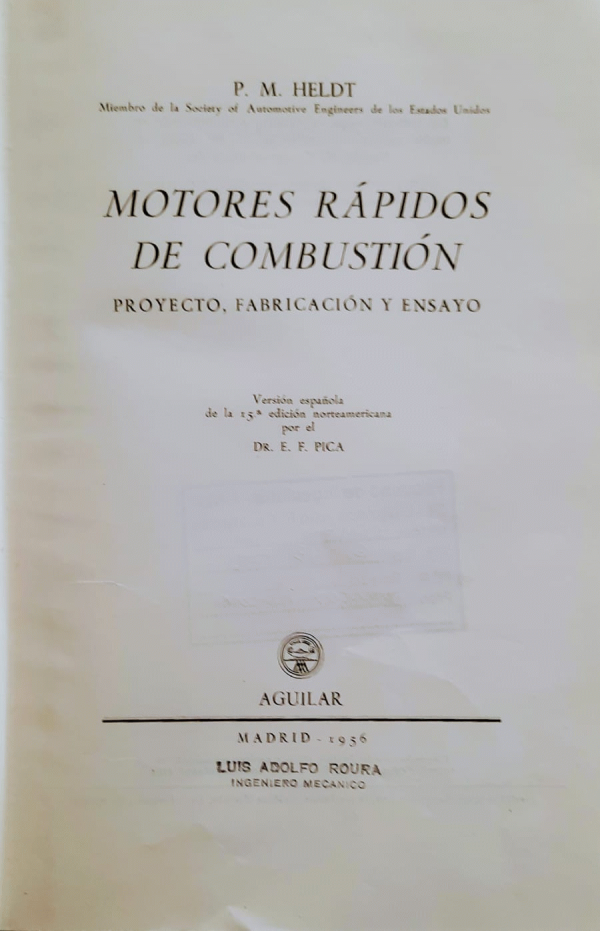 P. M. HELDT
Miembro de la Society of Automotive Engineers de los Estados Unidos
MOTORES RÁPIDOS
DE COMBUSTIÓN
PROYECTO, FABRICACIÓN Y ENSAYO
Versión española
de la 15.ª edición norteamericana
por el
DR. E. F. PICA
AGUILAR
MADRID - 1956
LUIS ADOLFO ROURA
INGENIERO MECANICO